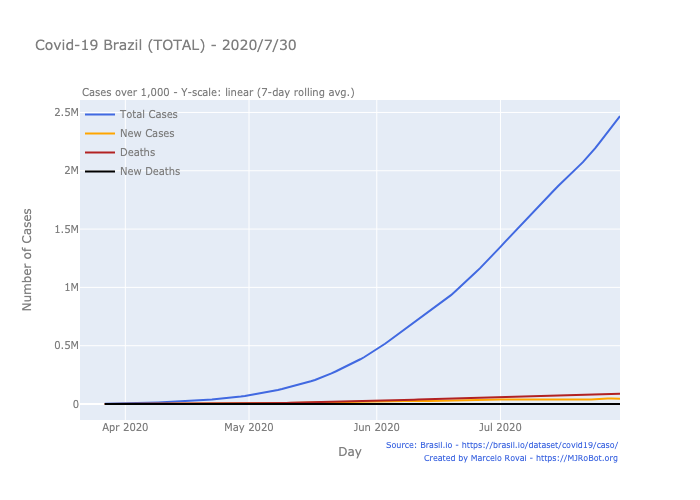 Covid-19 Brazil (TOTAL) - 2020/7/30
Cases over 1,000 - Y-scale: linear (7-day rolling avg.)
Total Cases
New Cases
Deaths
New Deaths
2.5M
2M
1.5M
1M
0.5M
0
Number of Cases
Apr 2020
May 2020
Jun 2020
Jul 2020
Day
Source: Brasil.io - https://brasil.io/dataset/covid19/caso/
Created by Marcelo Rovai - https://MJRoBot.org